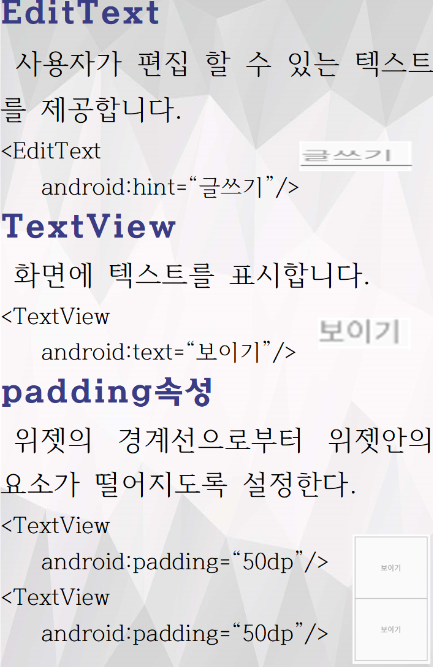 EditText
사용자가 편집 할 수 있는 텍스트
를 제공합니다.
<EditText
글쓰기
android:hint=“글쓰기”/>
TextView
화면에 텍스트를 표시합니다.
<TextView
보이기
android:text=“보이기”/>
padding속성
위젯의 경계선으로부터 위젯안의
요소가 떨어지도록 설정한다.
<TextView
android:padding=“50dp”/>
보이기
<TextView
android:padding=“50dp”/>
보이기